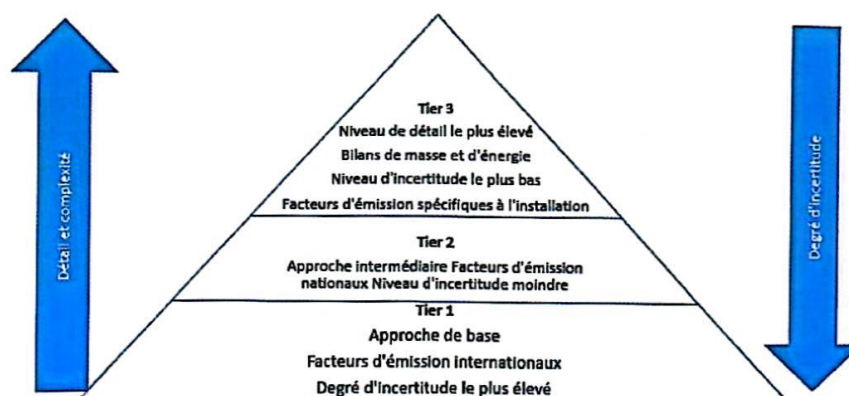 Détail et complexité
Tier 3
Niveau de détail le plus élevé
Bilans de masse et d'énergie
Niveau d'incertitude le plus bas
Facteurs d'émission spécifiques à l'installation
Tier 2
Approche intermédiaire Facteurs d'émission
nationaux Niveau d'incertitude moindre
Tier 1
Approche de base
Facteurs d'émission internationaux
Degré d'incertitude le plus élevé
Degré d'incertitude